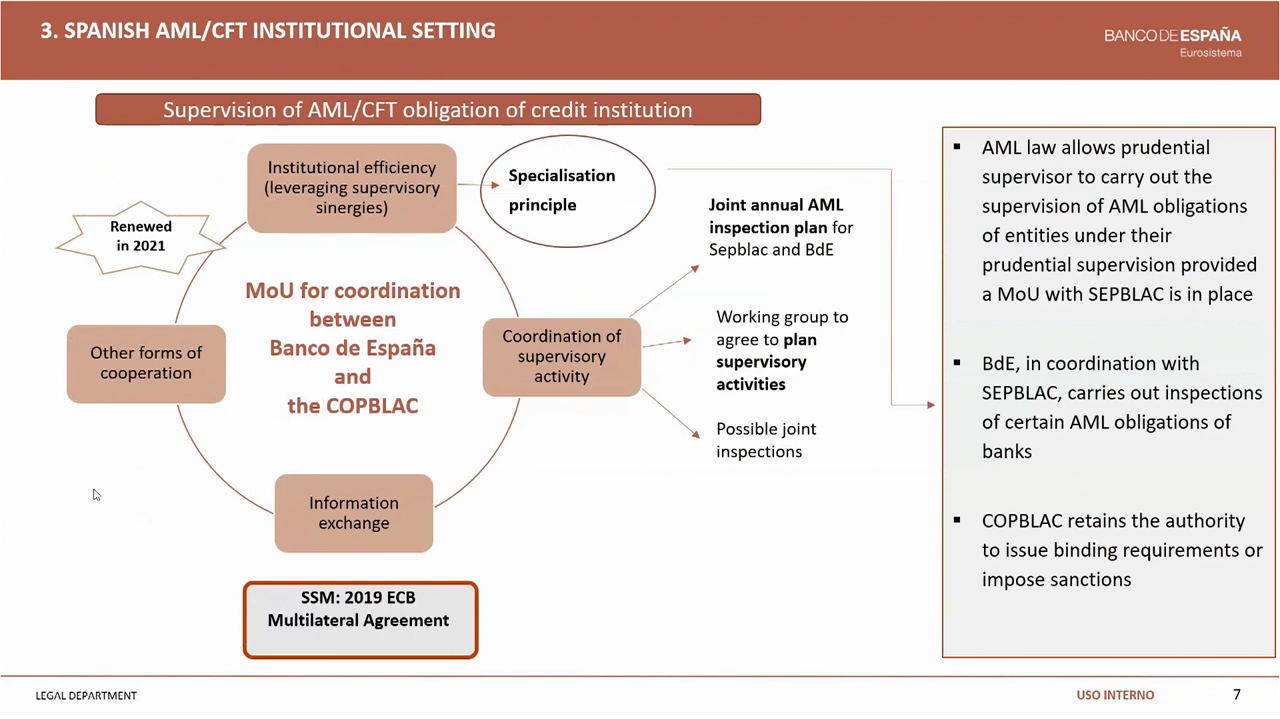 3. SPANISH AML/CFT INSTITUTIONAL SETTING
BANCO DE ESPAÑA
Eurosistema
Supervision of AML/CFT obligation of credit institution
Institutional efficiency
(leveraging supervisory
sinergies)
Specialisation
principle
Renewed
in 2021
MoU for coordination
between
Banco de España
and
the COPBLAC
Other forms of
cooperation
Coordination of
supervisory
activity
Information
exchange
SSM: 2019 ECB
Multilateral Agreement
Joint annual AML
inspection plan for
Sepblac and BdE
Working group to
agree to plan
supervisory
activities
Possible joint
inspections
▪ AML law allows prudential
supervisor to carry out the
supervision of AML obligations
of entities under their
prudential supervision provided
a MoU with SEPBLAC is in place
▪ BdE, in coordination with
SEPBLAC, carries out inspections
of certain AML obligations of
banks
▪ COPBLAC retains the authority
to issue binding requirements or
impose sanctions
LEGAL DEPARTMENT
USO INTERNO
7